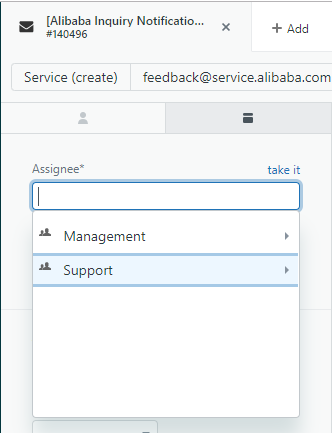 [Alibaba Inquiry Notificatio...
#140496
+ Add
Service (create)
feedback@service.alibaba.com
Assignee*
take it
Management
Support